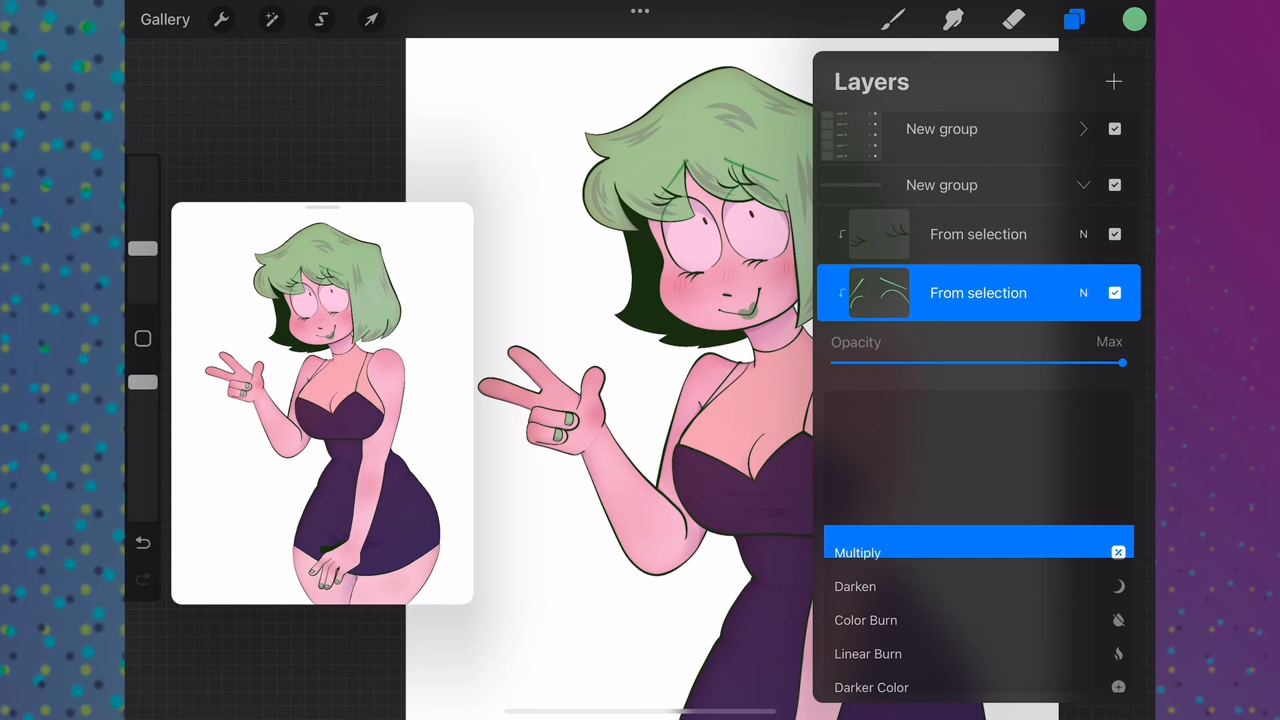 Gallery
Layers
New group
New group
From selection N
From selection N
Opacity Max
Multiply
Darken
Color Burn
Linear Burn
Darker Color